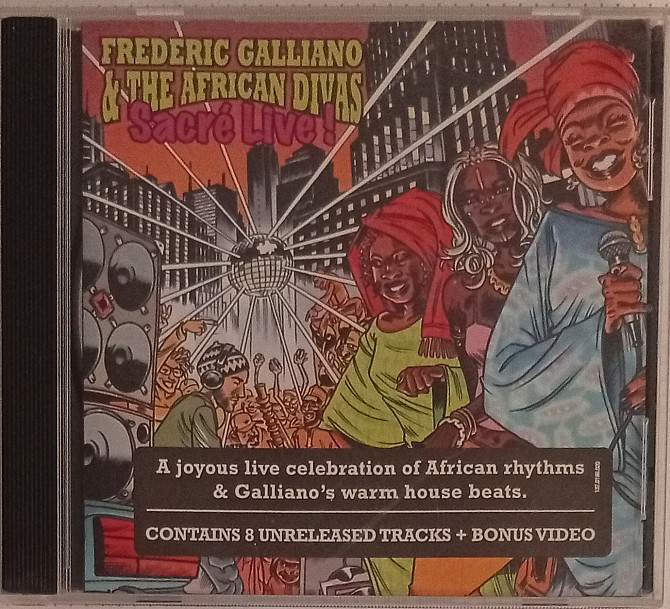 FREDERIC GALLIANO
& THE AFRICAN DIVAS
Sacré Live!
A joyous live celebration of African rhythms
& Galliano's warm house beats.
CONTAINS 8 UNRELEASED TRACKS + BONUS VIDEO